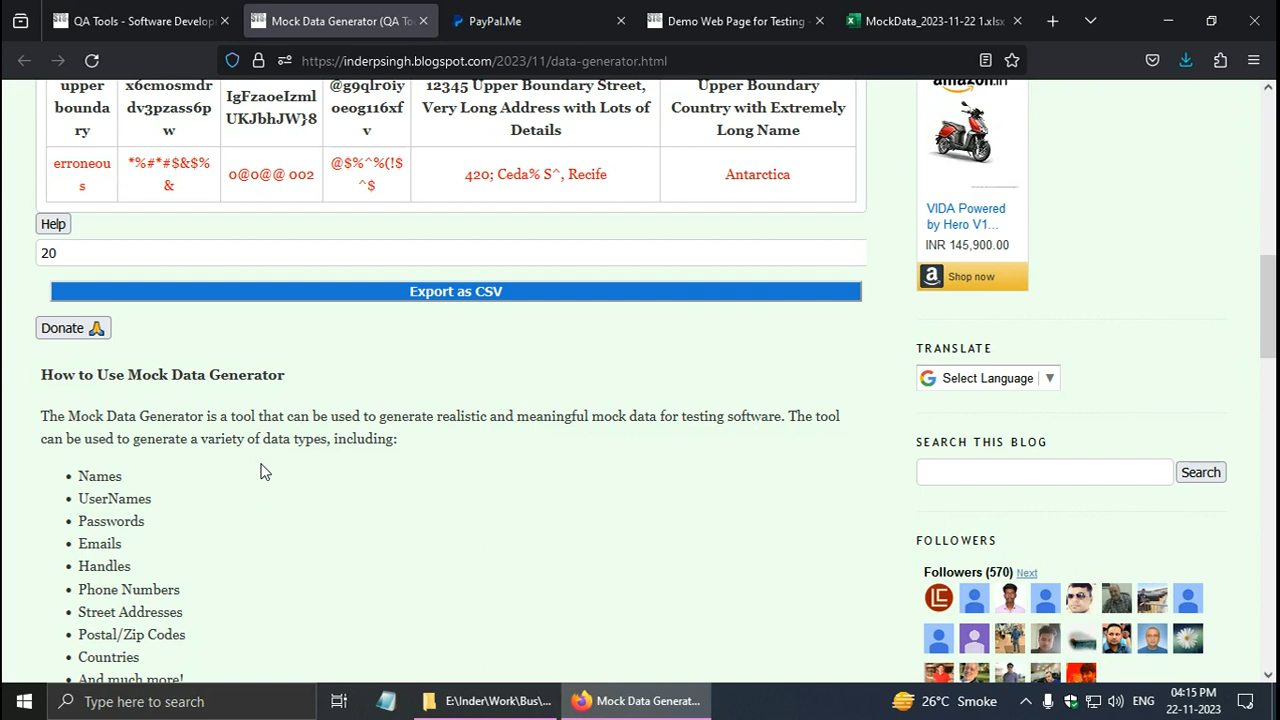 QA Tools - Software Develop
Mock Data Generator (QA To
PayPal.Me
Demo Web Page for Testing -
MockData_2023-11-22 1.xlsx
https://inderpsingh.blogspot.com/2023/11/data-generator.html
upper
bounda
ry
x6cmosmdr
dv3pzass6p
w
IgFzaoeIzml
UKJbhJW}8
@g9qlr0iy
oeog116xf
v
12345 Upper Boundary Street,
Very Long Address with Lots of
Details
Upper Boundary
Country with Extremely
Long Name
erroneou
s
*%#*#$&$%
&
0@0@@ 002
@$%^%(!$
^$
420; Ceda% S^, Recife
Antarctica
Help
20
Export as CSV
Donate 🙏
How to Use Mock Data Generator
The Mock Data Generator is a tool that can be used to generate realistic and meaningful mock data for testing software. The tool
can be used to generate a variety of data types, including:
• Names
• UserNames
• Passwords
• Emails
• Handles
• Phone Numbers
• Street Addresses
• Postal/Zip Codes
• Countries
• And much more!
amazon.in
VIDA Powered
by Hero V1...
INR 145,900.00
Shop now
TRANSLATE
Select Language
SEARCH THIS BLOG
Search
FOLLOWERS
Followers (570) Next
Type here to search
E:\Inder\Work\Bus\...
Mock Data Generat...
26°C Smoke
ENG
04:15 PM
22-11-2023